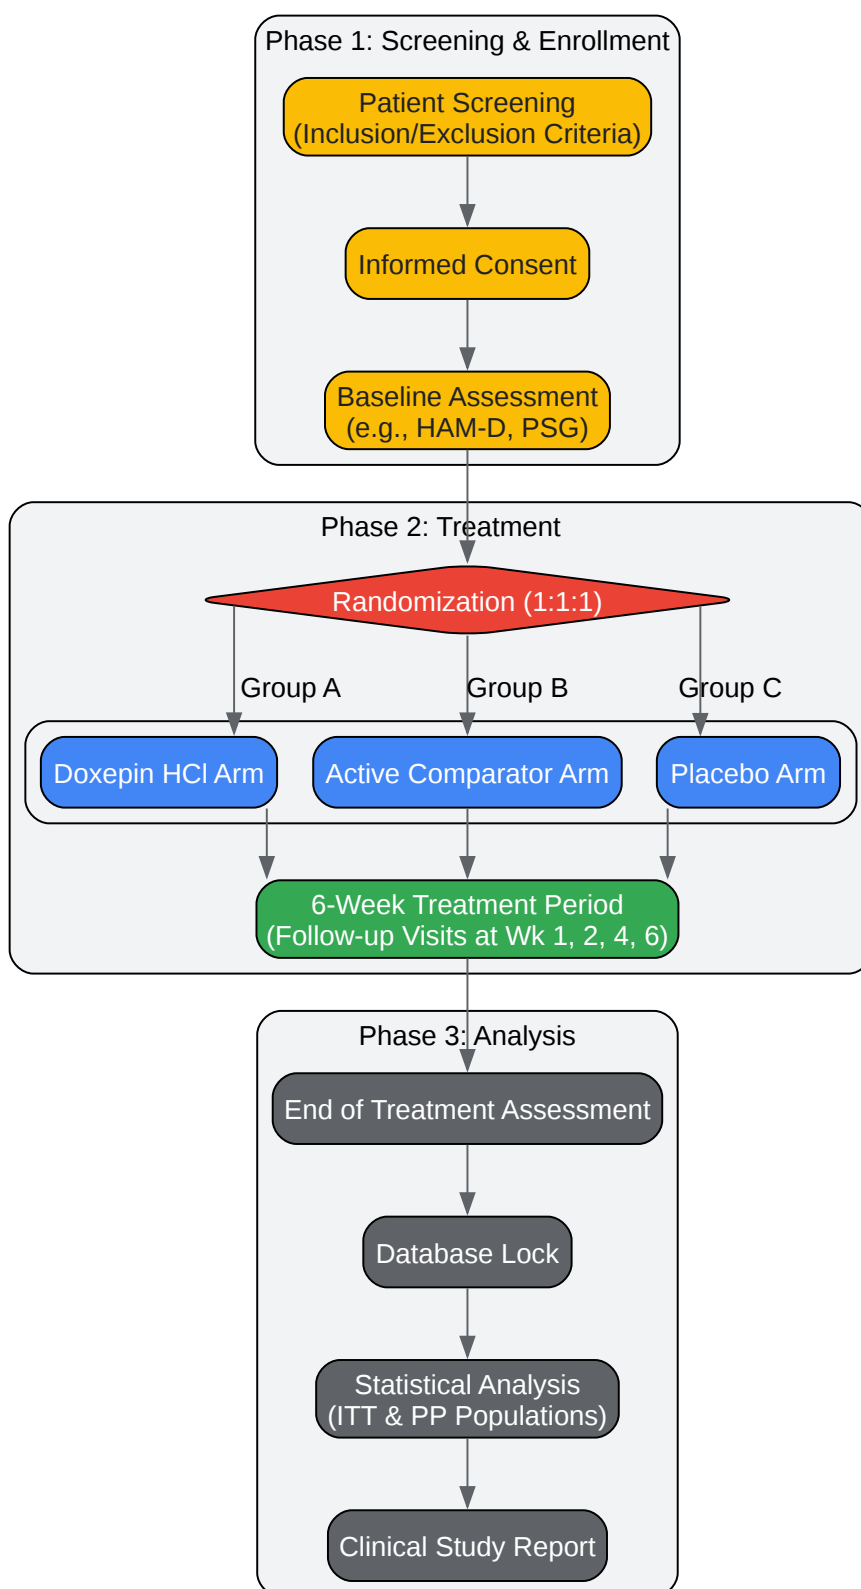 Phase 1: Screening & Enrollment
Patient Screening
(Inclusion/Exclusion Criteria)
Informed Consent
Baseline Assessment
(e.g., HAM-D, PSG)
Phase 2: Treatment
Randomization (1:1:1)
Group A
Group B
Group C
Doxepin HCl Arm
Active Comparator Arm
Placebo Arm
6-Week Treatment Period
(Follow-up Visits at Wk 1, 2, 4, 6)
Phase 3: Analysis
End of Treatment Assessment
Database Lock
Statistical Analysis
(ITT & PP Populations)
Clinical Study Report